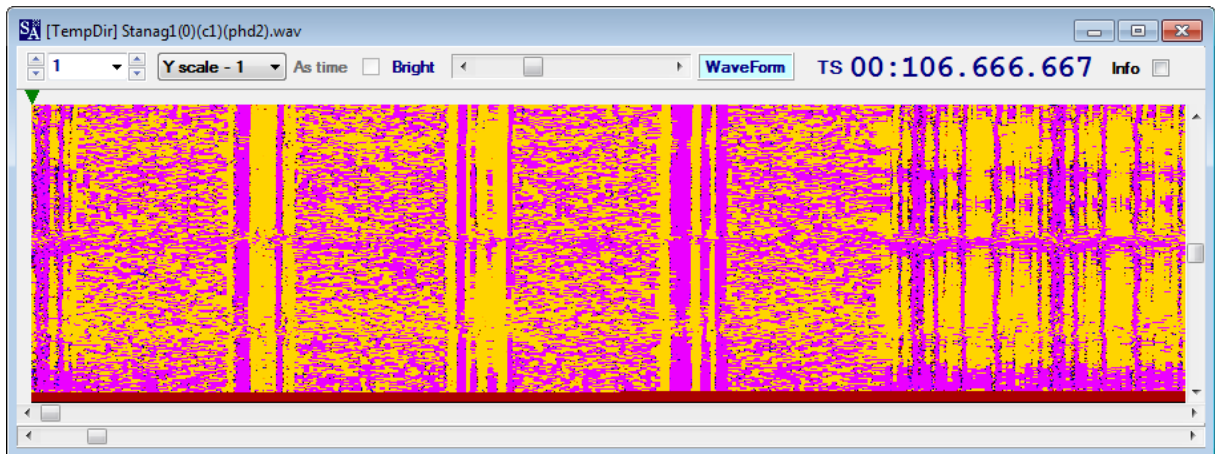 SA [TempDir] Stanag1(0)(c1)(phd2).wav
1 Y scale - 1 As time Bright WaveForm TS 00:106.666.667 Info